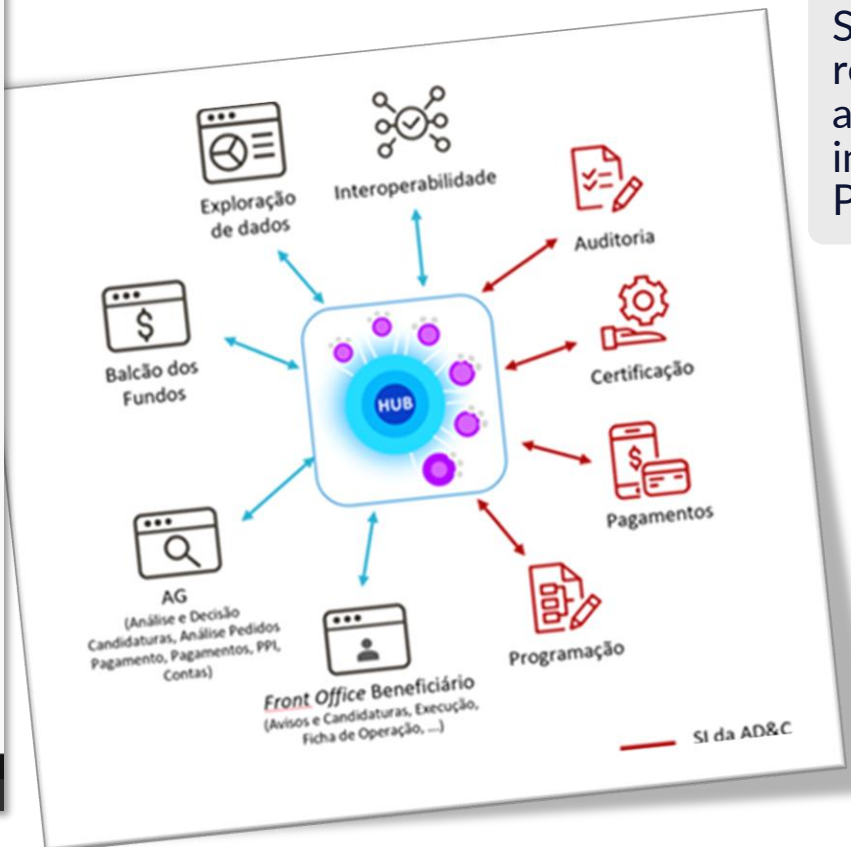 Exploração
de dados
Interoperabilidade
Auditoria
Balcão dos
Fundos
HUB
Certificação
Pagamentos
AG
(Análise e Decisão
Candidaturas, Análise Pedidos
Pagamento, Pagamentos, PPI,
Contas)
Front Office Beneficiário
(Avisos e Candidaturas, Execução,
Ficha de Operação, ...)
Programação
SI da AD&C